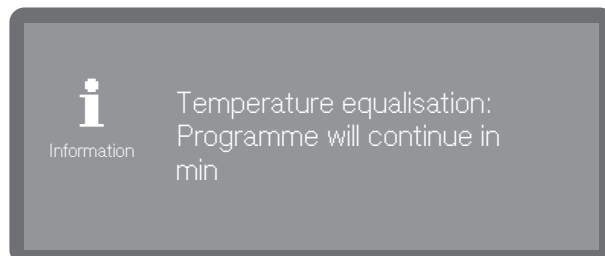 Information
Temperature equalisation:
Programme will continue in
min